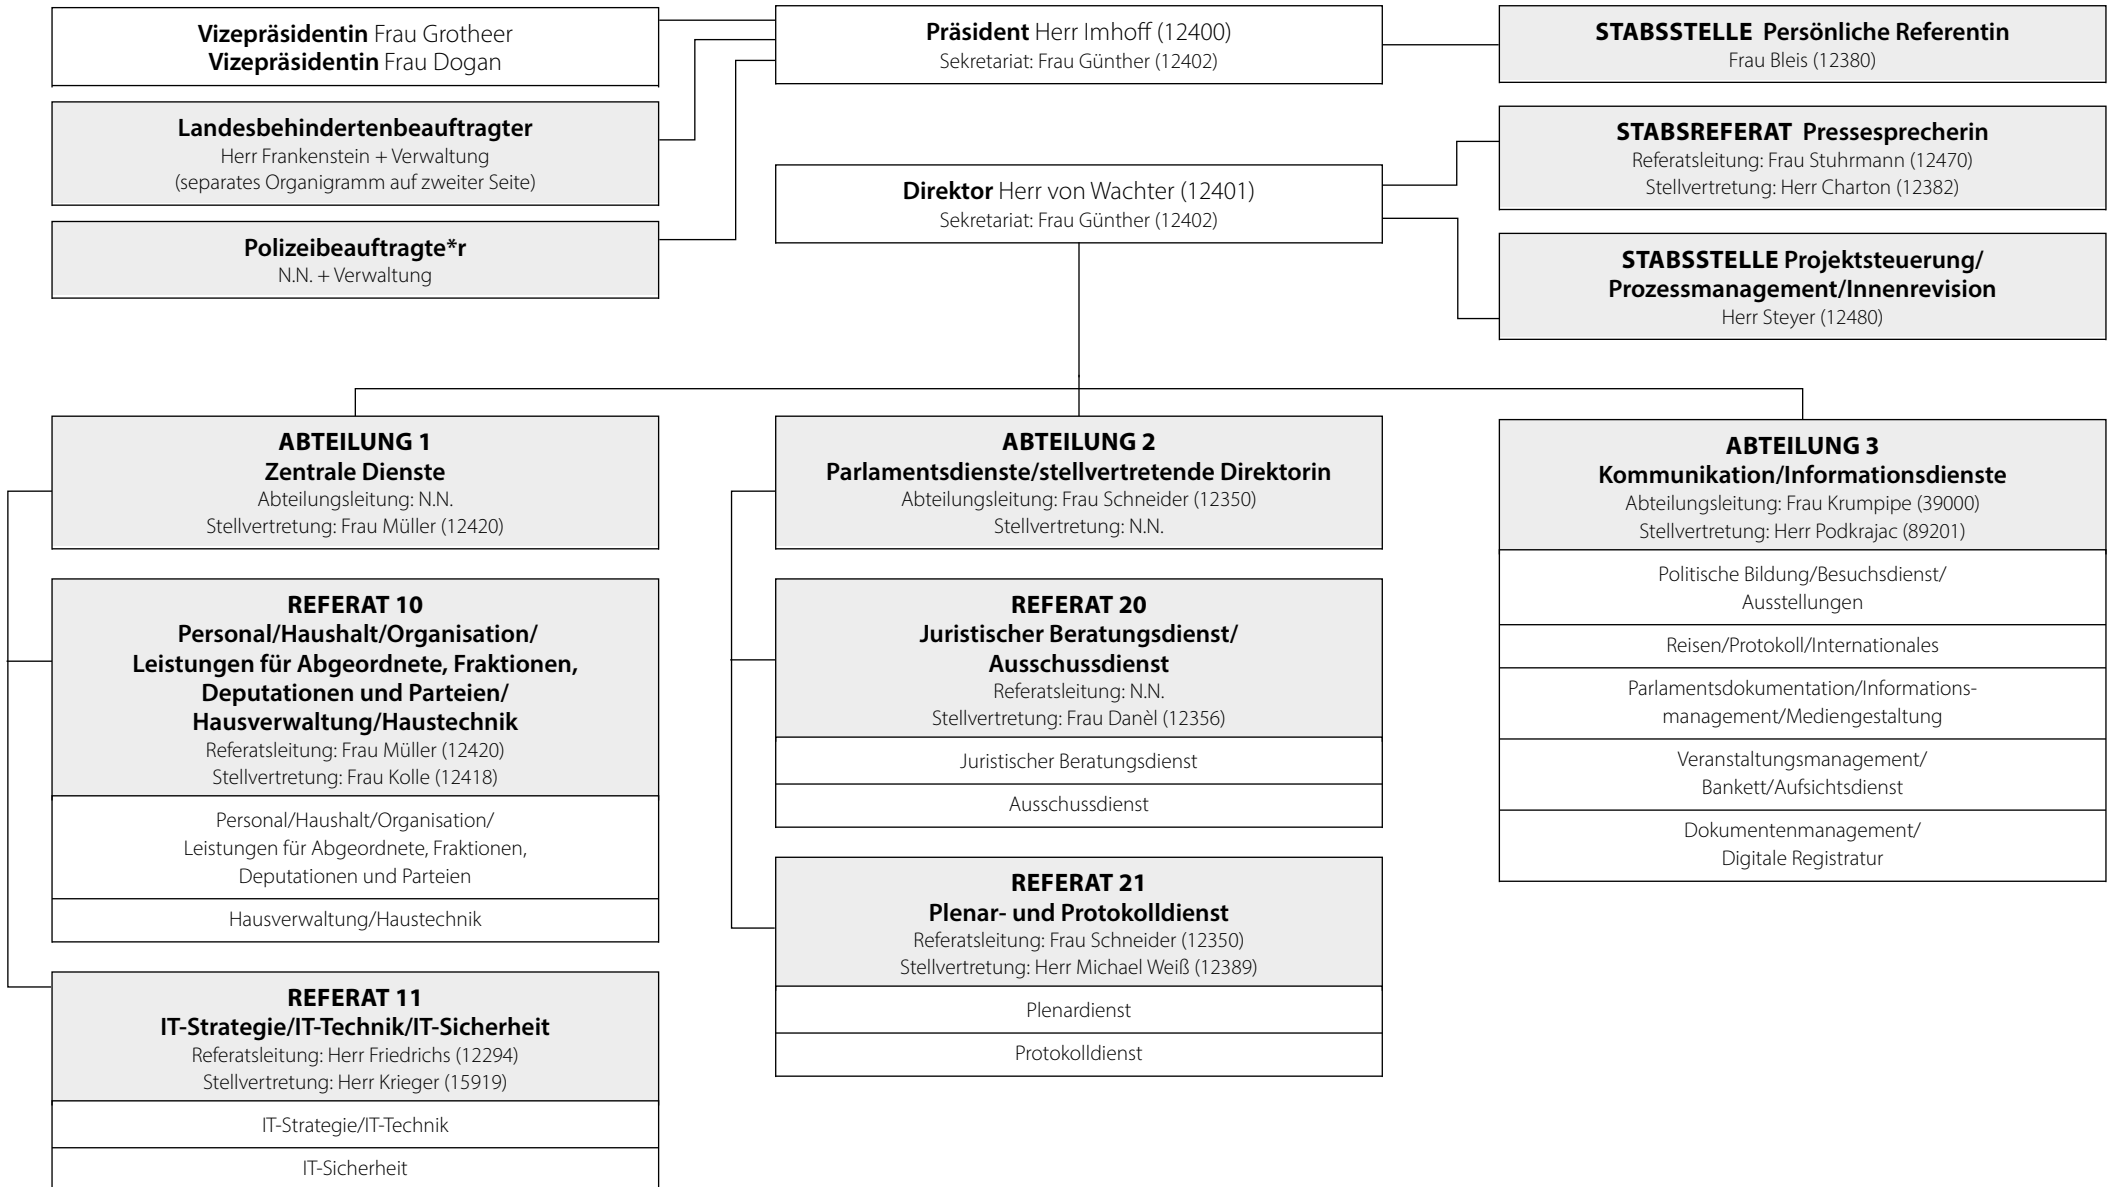 Vizepräsidentin Frau Grotheer
Vizepräsidentin Frau Dogan
Präsident Herr Imhoff (12400)
Sekretariat: Frau Günther (12402)
STABSSTELLE Persönliche Referentin
Frau Bleis (12380)
Landesbehindertenbeauftragter
Herr Frankenstein + Verwaltung
(separates Organigramm auf zweiter Seite)
STABSREFERAT Pressesprecherin
Referatsleitung: Frau Stuhrmann (12470)
Stellvertretung: Herr Charton (12382)
Direktor Herr von Wachter (12401)
Sekretariat: Frau Günther (12402)
Polizeibeauftragte*r
N.N. + Verwaltung
STABSSTELLE Projektsteuerung/
Prozessmanagement/Innenrevision
Herr Steyer (12480)
ABTEILUNG 1
Zentrale Dienste
Abteilungsleitung: N.N.
Stellvertretung: Frau Müller (12420)
REFERAT 10
Personal/Haushalt/Organisation/
Leistungen für Abgeordnete, Fraktionen,
Deputationen und Parteien/
Hausverwaltung/Haustechnik
Referatsleitung: Frau Müller (12420)
Stellvertretung: Frau Kolle (12418)
Personal/Haushalt/Organisation/
Leistungen für Abgeordnete, Fraktionen,
Deputationen und Parteien
Hausverwaltung/Haustechnik
REFERAT 11
IT-Strategie/IT-Technik/IT-Sicherheit
Referatsleitung: Herr Friedrichs (12294)
Stellvertretung: Herr Krieger (15919)
IT-Strategie/IT-Technik
IT-Sicherheit
ABTEILUNG 2
Parlamentsdienste/stellvertretende Direktorin
Abteilungsleitung: Frau Schneider (12350)
Stellvertretung: N.N.
REFERAT 20
Juristischer Beratungsdienst/
Ausschussdienst
Referatsleitung: N.N.
Stellvertretung: Frau Danèl (12356)
Juristischer Beratungsdienst
Ausschussdienst
REFERAT 21
Plenar- und Protokolldienst
Referatsleitung: Frau Schneider (12350)
Stellvertretung: Herr Michael Weiß (12389)
Plenardienst
Protokolldienst
ABTEILUNG 3
Kommunikation/Informationsdienste
Abteilungsleitung: Frau Krumpipe (39000)
Stellvertretung: Herr Podkrajac (89201)
Politische Bildung/Besuchsdienst/
Ausstellungen
Reisen/Protokoll/Internationales
Parlamentsdokumentation/Informations-
management/Mediengestaltung
Veranstaltungsmanagement/
Bankett/Aufsichtsdienst
Dokumentenmanagement/
Digitale Registratur